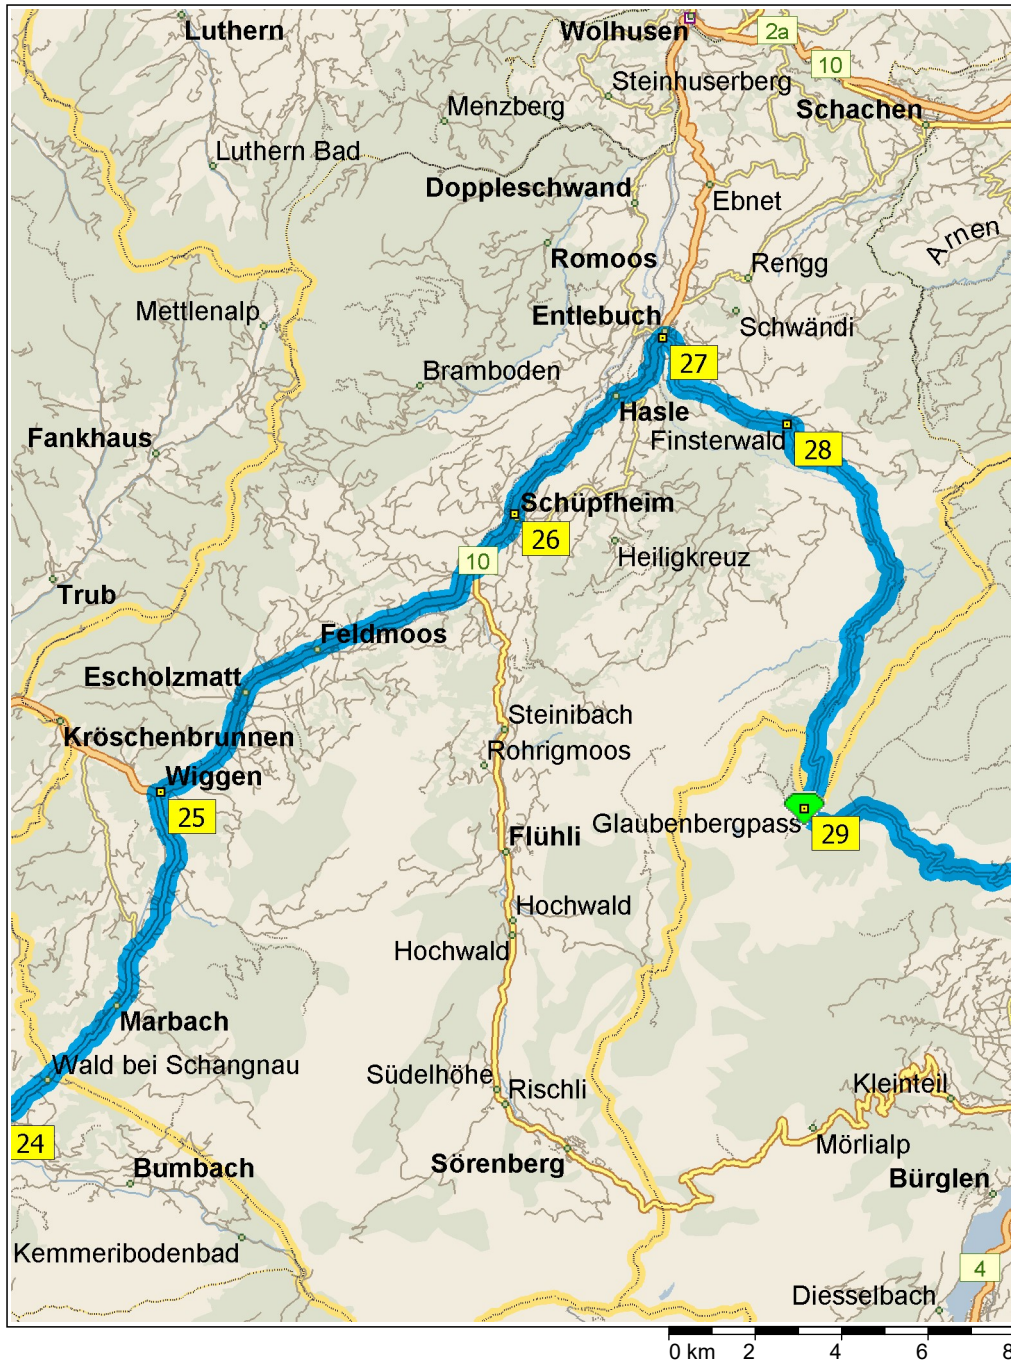 Luthern
Wolhusen
2a
10
Steinhuserberg
Menzberg
Schachen
Luthern Bad
Doppleschwand
Ebnet
Arnen
Romoos
Rengg
Mettlenalp
Entlebuch
Schwändi
27
Bramboden
Hasle
Fankhaus
Finsterwald
28
Schüpfheim
26
10
Heiligkreuz
Trub
Feldmoos
Escholzmatt
Steinibach
Kröschenbrunnen
Rohrigmoos
Wiggen
25
Glaubenbergpass
29
Flühli
Hochwald
Hochwald
Marbach
Wald bei Schangnau
Südelhöhe
Rischli
Kleinteil
24
Mörlialp
Bumbach
Sörenberg
Bürglen
Kemmeribodenbad
4
Diesselbach
0 km 2 4 6 8